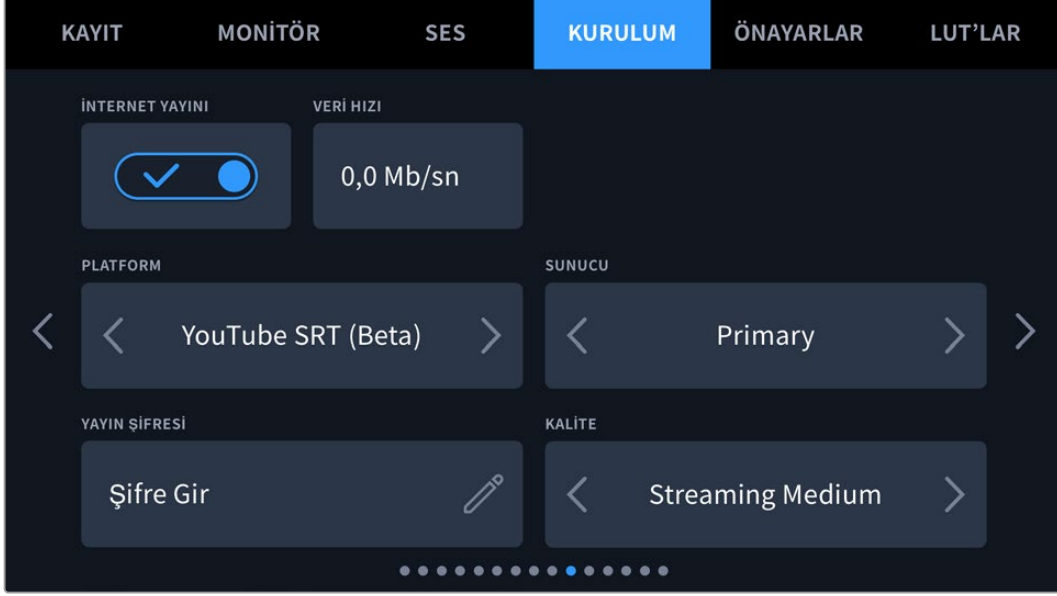 KAYIT MONİTÖR SES KURULUM ÖNAYARLAR LUT’LAR
İNTERNET YAYINI VERİ HIZI
0,0 Mb/sn
PLATFORM SUNUCU
YouTube SRT (Beta) Primary
YAYIN ŞİFRESİ KALİTE
Şifre Gir Streaming Medium